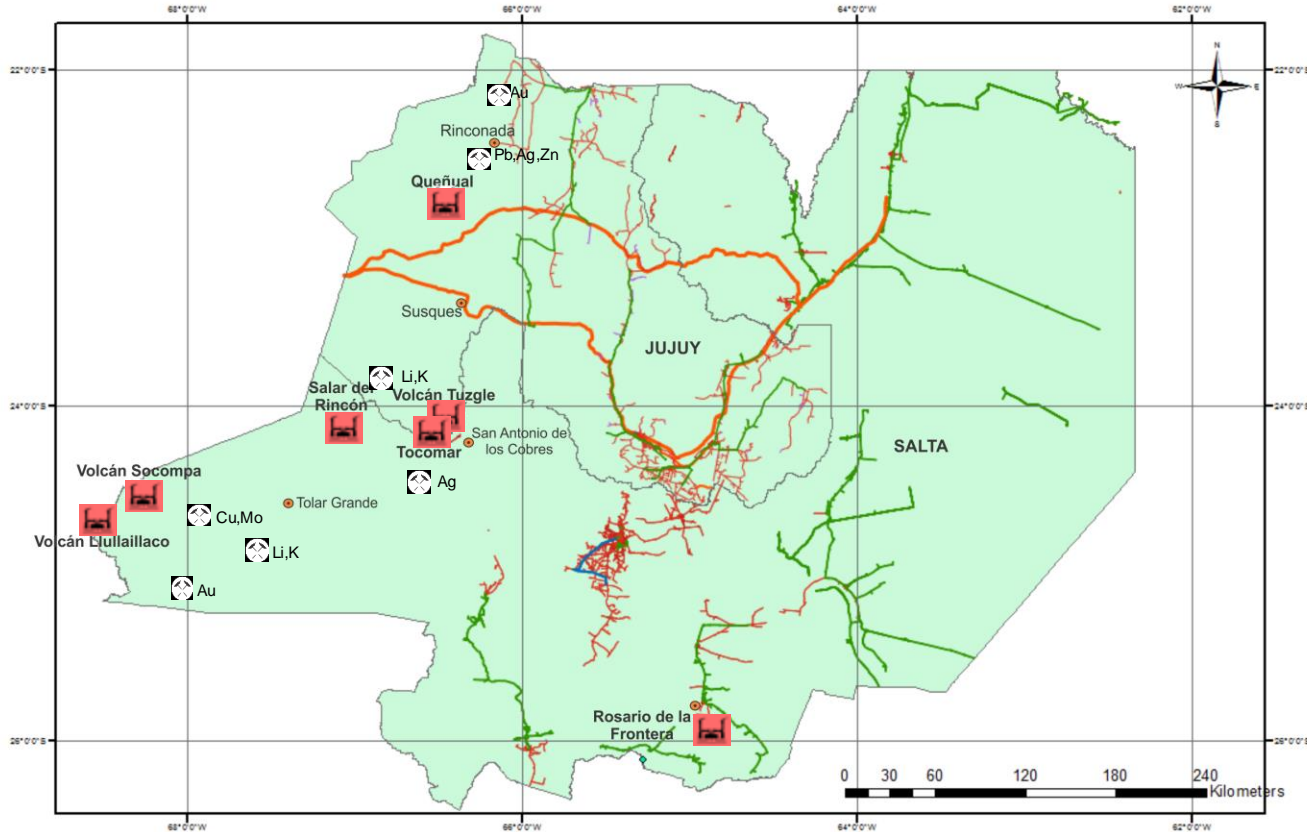 68°0'0"W
66°0'0"W
64°0'0"W
62°0'0"W
22°0'0"S
22°0'0"S
N
W
E
S
Au
Rinconada
Pb,Ag,Zn
Queñual
Susques
JUJUY
Li,K
Salar del
Rincón
Volcán Tuzgle
24°0'0"S
24°0'0"S
San Antonio de
los Cobres
Tocomar
SALTA
Volcán Socompa
Ag
Tolar Grande
Cu,Mo
Volcán Llullaillaco
Li,K
Au
Rosario de la
Frontera
26°0'0"S
26°0'0"S
0 30 60 120 180 240
Kilometers
68°0'0"W
66°0'0"W
64°0'0"W
62°0'0"W